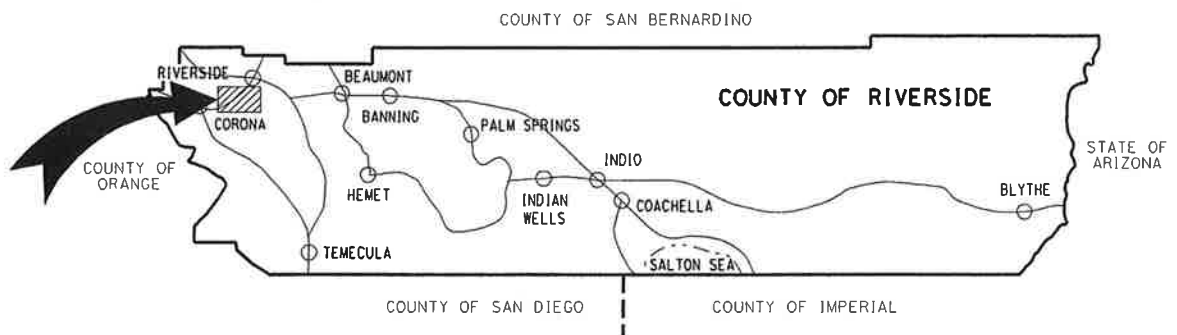 COUNTY OF SAN BERNARDINO
RIVERSIDE
BEAUMONT
COUNTY OF RIVERSIDE
CORONA
BANNING
PALM SPRINGS
STATE OF
ARIZONA
COUNTY OF
ORANGE
INDIO
HEMET
INDIAN
WELLS
BLYTHE
COACHELLA
TEMECULA
SALTON SEA
COUNTY OF SAN DIEGO
COUNTY OF IMPERIAL